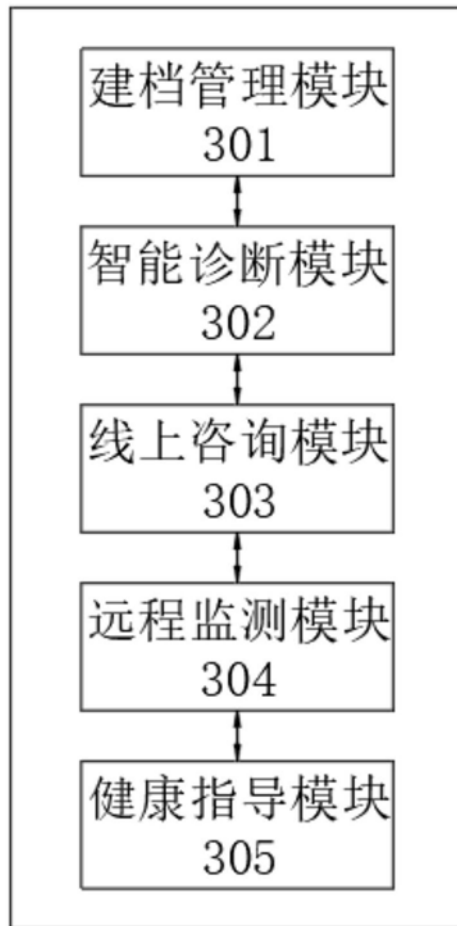 建档管理模块
301
智能诊断模块
302
线上咨询模块
303
远程监测模块
304
健康指导模块
305